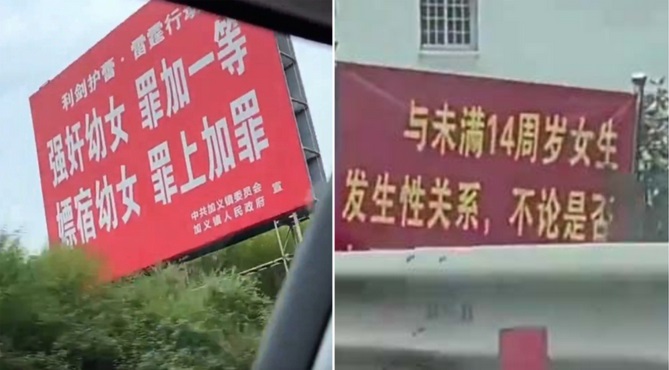 利剑护蕾·雷霆行动
强奸幼女 罪加一等
嫖宿幼女 罪上加罪
中共加义镇委员会
加义镇人民政府 宣
与未满14周岁女生
发生性关系，不论是否